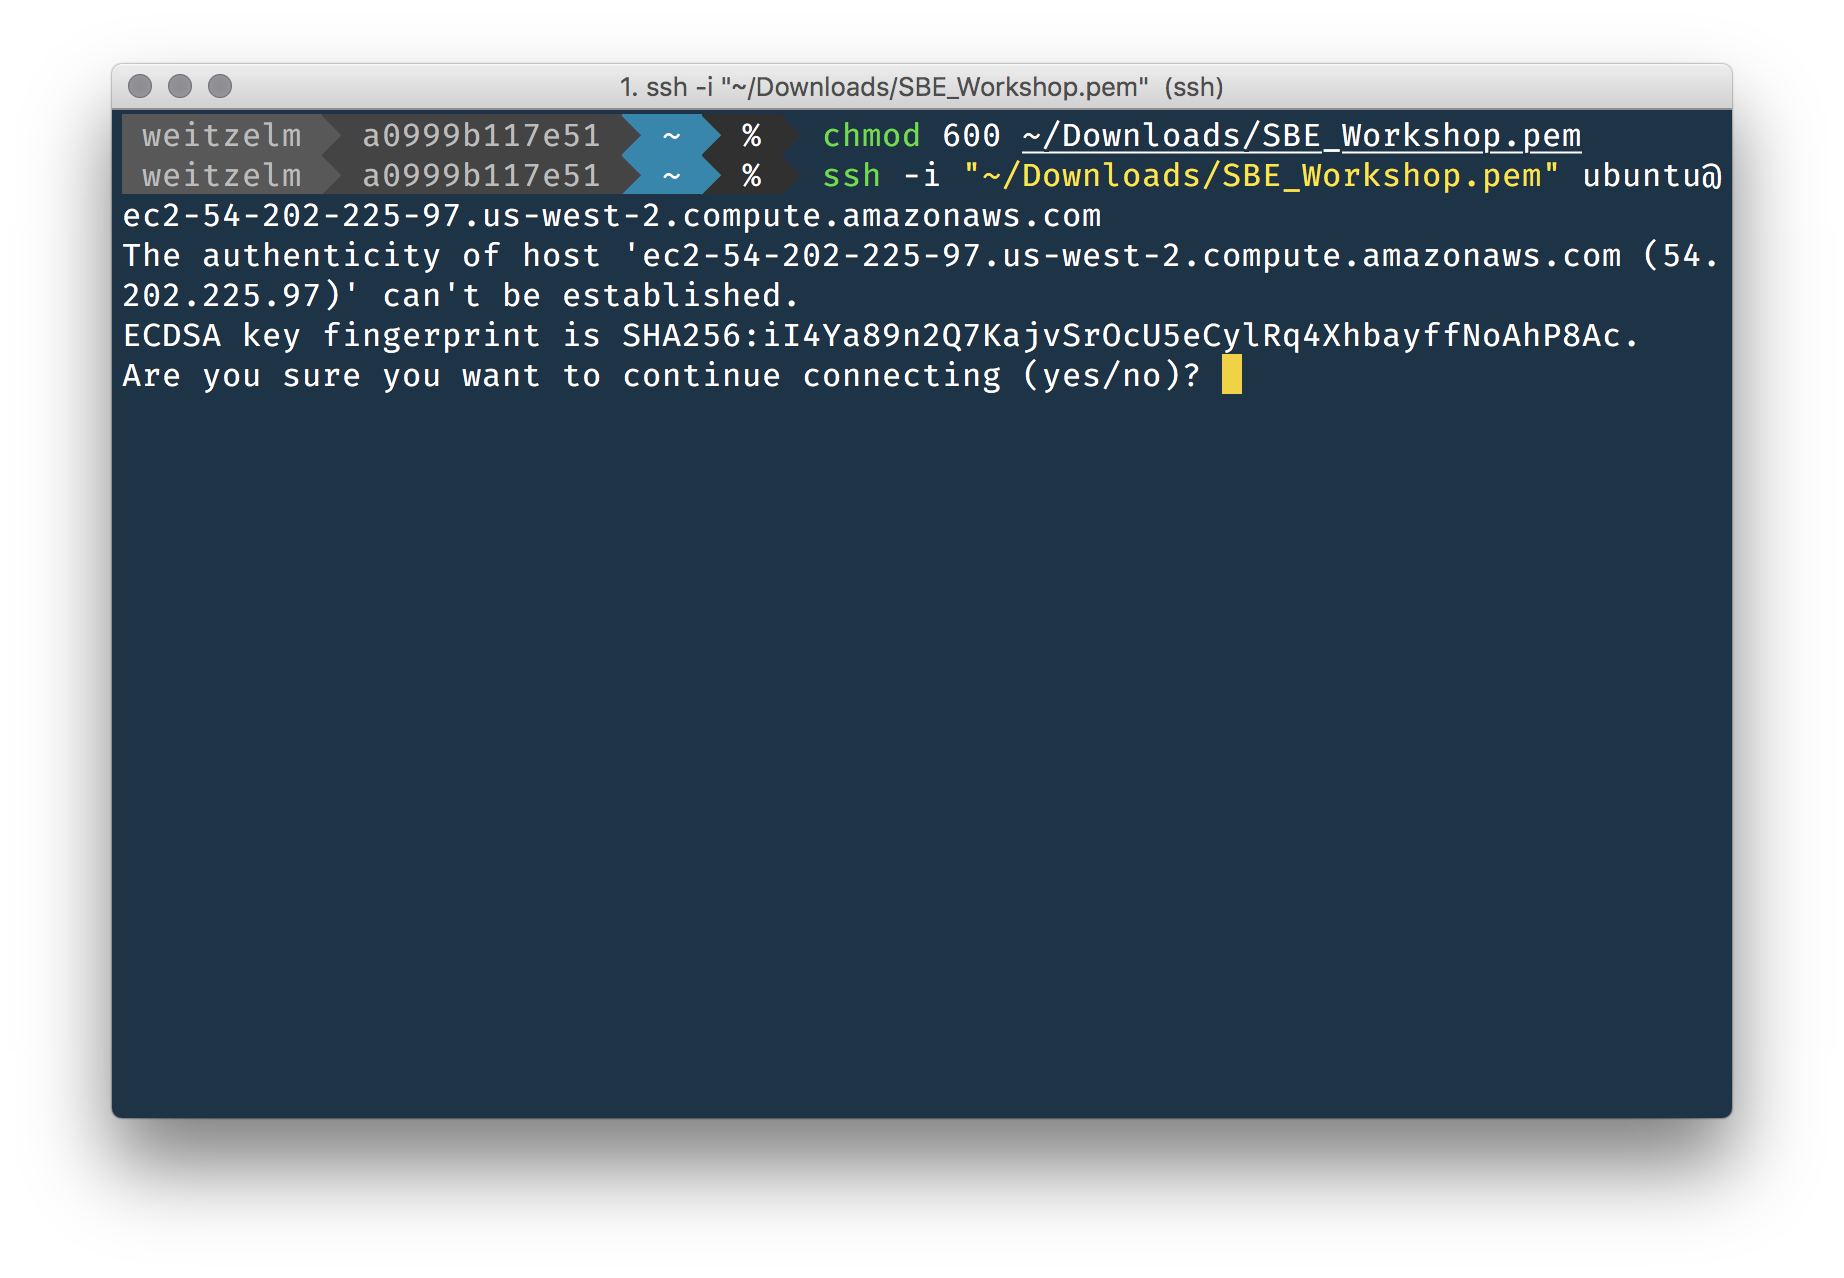 1. ssh -i "~/Downloads/SBE_Workshop.pem" (ssh)
weitzelm a0999b117e51 ~ % chmod 600 ~/Downloads/SBE_Workshop.pem
weitzelm a0999b117e51 ~ % ssh -i "~/Downloads/SBE_Workshop.pem" ubuntu@
ec2-54-202-225-97.us-west-2.compute.amazonaws.com
The authenticity of host 'ec2-54-202-225-97.us-west-2.compute.amazonaws.com (54.
202.225.97)' can't be established.
ECDSA key fingerprint is SHA256:iI4Ya89n2Q7KajvSrOcU5eCylRq4XhbayffNoAhP8Ac.
Are you sure you want to continue connecting (yes/no)?